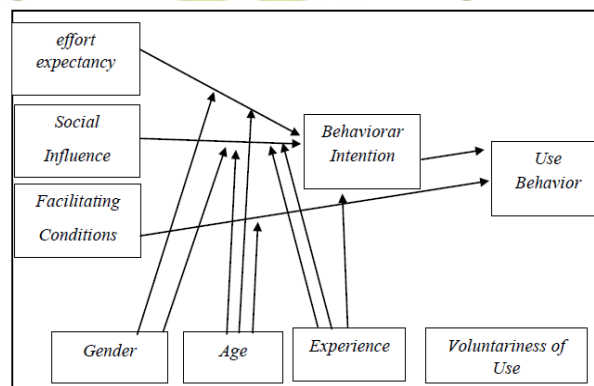 effort
expectancy
Social
Influence
Facilitating
Conditions
Behaviorar
Intention
Use
Behavior
Gender
Age
Experience
Voluntariness of
Use